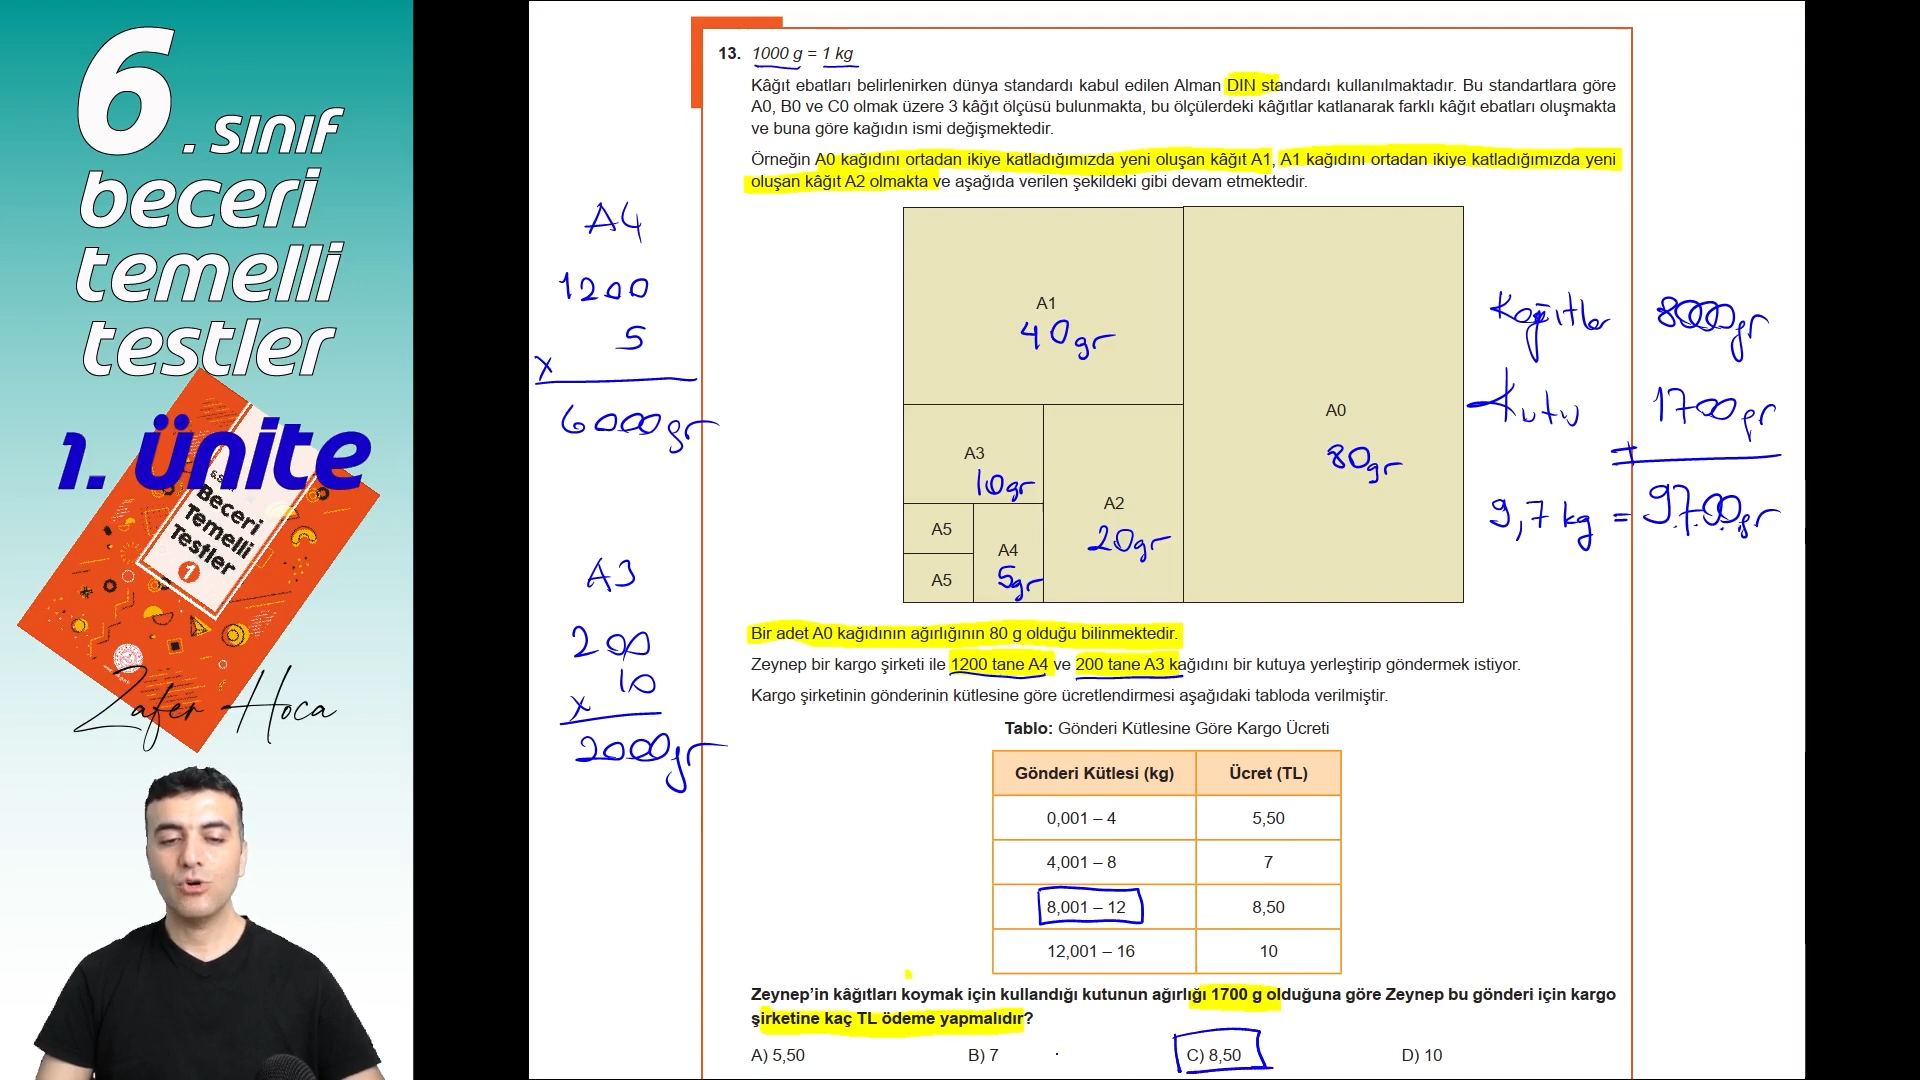 6. sınıf
beceri
temelli
testler
1. ünite
Beceri
Temelli
Testler
1
Zafer Hoca
13. 1000 g = 1 kg
Kâğıt ebatları belirlenirken dünya standardı kabul edilen Alman DIN standardı kullanılmaktadır. Bu standartlara göre
A0, B0 ve C0 olmak üzere 3 kâğıt ölçüsü bulunmakta, bu ölçülerdeki kâğıtlar katlanarak farklı kâğıt ebatları oluşmakta
ve buna göre kağıdın ismi değişmektedir.
Örneğin A0 kağıdını ortadan ikiye katladığımızda yeni oluşan kâğıt A1, A1 kağıdını ortadan ikiye katladığımızda yeni
oluşan kâğıt A2 olmakta ve aşağıda verilen şekildeki gibi devam etmektedir.
A4
1200
5
x
6000gr
A3
200
10
x
2000gr
A1
40gr
A0
80gr
A3
10gr
A2
20gr
A5
A4
5gr
A5
Kağıtlar 8000gr
Kutu 1700gr
+
9,7 kg = 9700gr
Bir adet A0 kağıdının ağırlığının 80 g olduğu bilinmektedir.
Zeynep bir kargo şirketi ile 1200 tane A4 ve 200 tane A3 kağıdını bir kutuya yerleştirip göndermek istiyor.
Kargo şirketinin gönderinin kütlesine göre ücretlendirmesi aşağıdaki tabloda verilmiştir.
Tablo: Gönderi Kütlesine Göre Kargo Ücreti
Gönderi Kütlesi (kg) Ücret (TL)
0,001 – 4 5,50
4,001 – 8 7
8,001 – 12 8,50
12,001 – 16 10
Zeynep’in kâğıtları koymak için kullandığı kutunun ağırlığı 1700 g olduğuna göre Zeynep bu gönderi için kargo
şirketine kaç TL ödeme yapmalıdır?
A) 5,50 B) 7 C) 8,50 D) 10